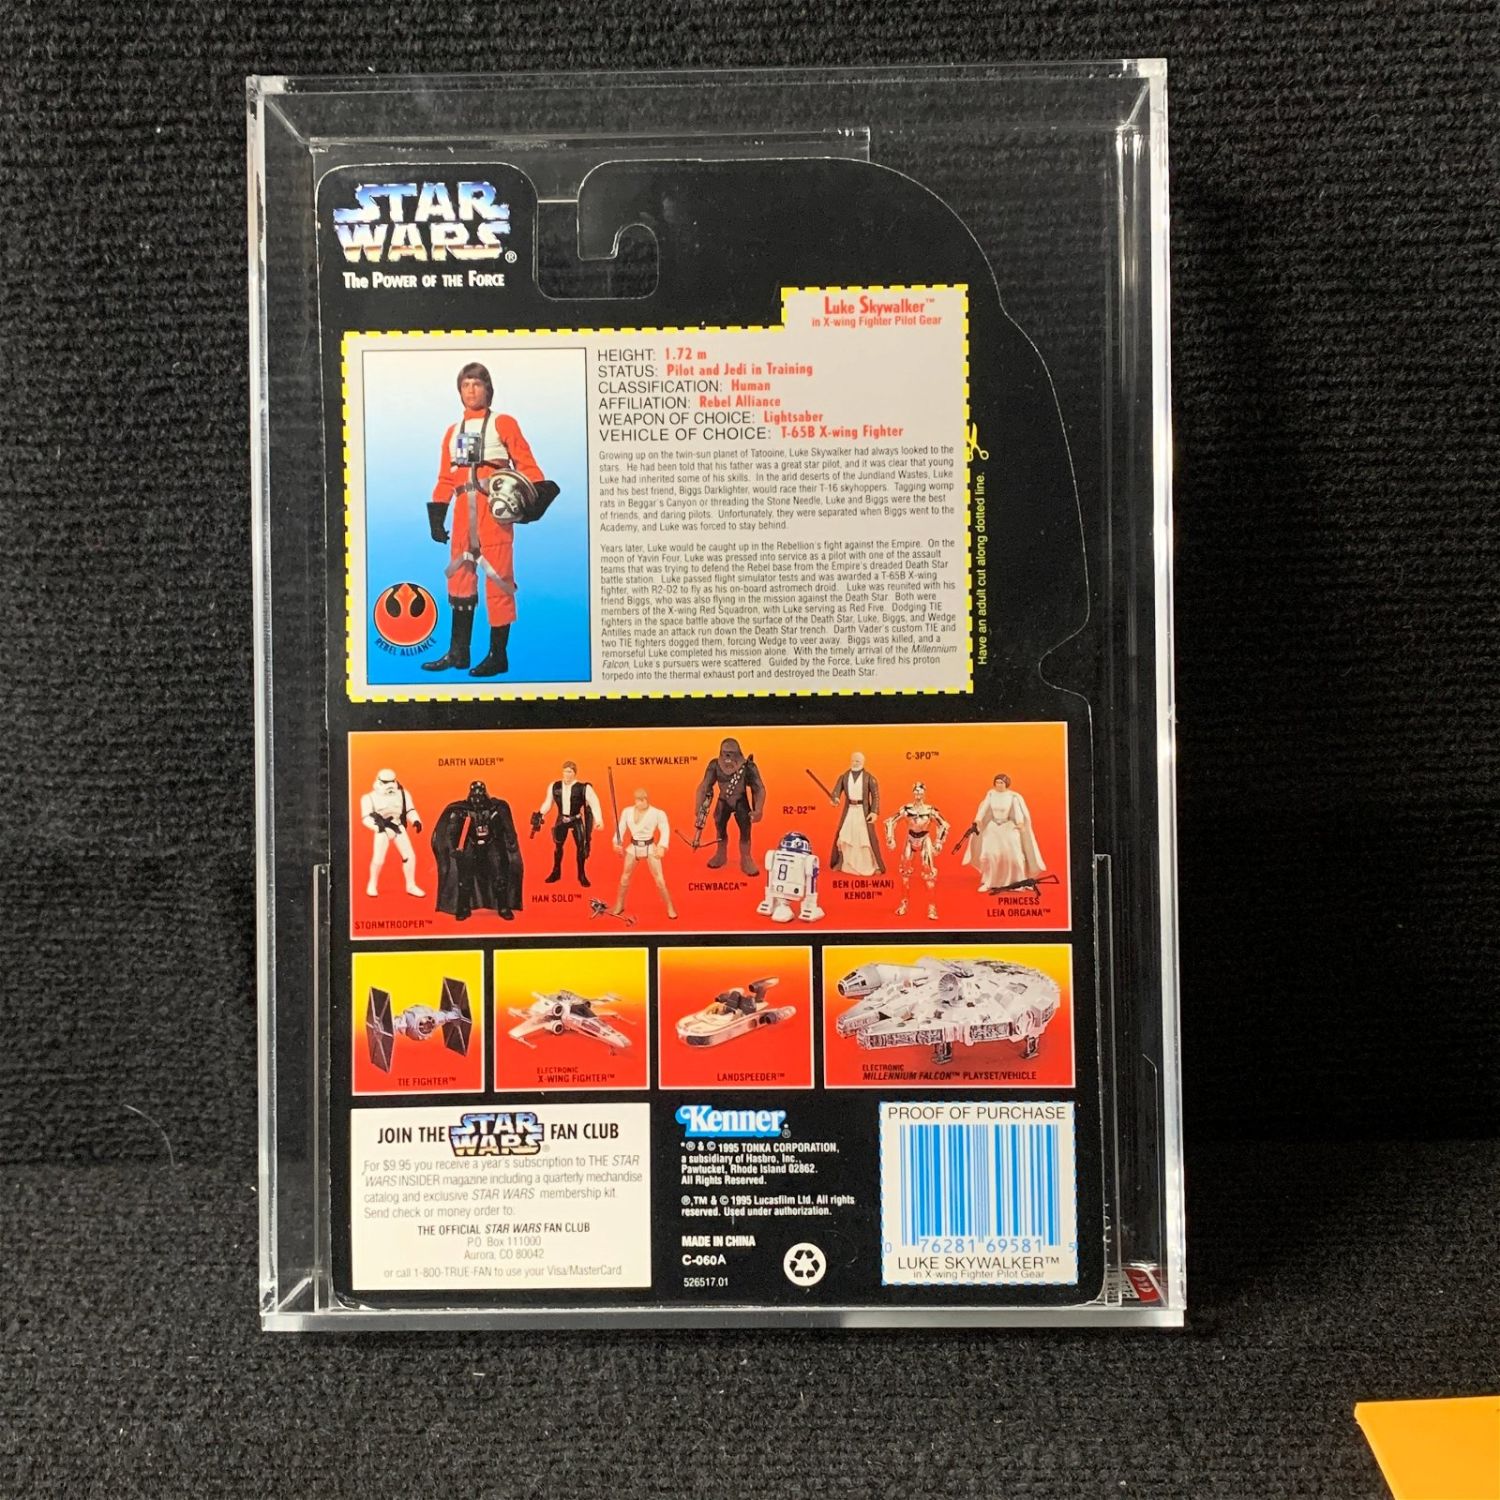 STAR
WARS®
The Power of the Force
Luke Skywalker™
in X-wing Fighter Pilot Gear
HEIGHT: 1.72 m
STATUS: Pilot and Jedi in Training
CLASSIFICATION: Human
AFFILIATION: Rebel Alliance
WEAPON OF CHOICE: Lightsaber
VEHICLE OF CHOICE: T-65B X-wing Fighter
Growing up on the twin-sun planet of Tatooine, Luke Skywalker had always looked to the
stars. He had been told that his father was a great star pilot, and it was clear that young
Luke had inherited some of his skills. In the arid deserts of the Jundland Wastes, Luke
and his best friend, Biggs Darklighter, would race their T-16 skyhoppers. Tagging womp
rats in Beggar's Canyon or threading the Stone Needle, Luke and Biggs were the best
of friends, and daring pilots. Unfortunately, they were separated when Biggs went to the
Academy, and Luke was forced to stay behind.
Years later, Luke would be caught up in the Rebellion's fight against the Empire. On the
moon of Yavin Four, Luke was pressed into service as a pilot with one of the assault
teams that was trying to defend the Rebel base from the Empire's dreaded Death Star
battle station. Luke passed flight simulator tests and was awarded a T-65B X-wing
fighter, with R2-D2 to fly as his on-board astromech droid. Luke was reunited with his
friend Biggs, who was also flying in the mission against the Death Star. Both were
members of the X-wing Red Squadron, with Luke serving as Red Five. Dodging TIE
fighters in the space battle above the surface of the Death Star, Luke, Biggs, and Wedge
Antilles made an attack run down the Death Star trench. Darth Vader's custom TIE and
two TIE fighters dogged them, forcing Wedge to veer away. Biggs was killed, and a
remorseful Luke completed his mission alone. With the timely arrival of the Millennium
Falcon, Luke's pursuers were scattered. Guided by the Force, Luke fired his proton
torpedo into the thermal exhaust port and destroyed the Death Star.
REBEL ALLIANCE
Have an adult cut along dotted line.
STORMTROOPER™
DARTH VADER™
HAN SOLO™
LUKE SKYWALKER™
CHEWBACCA™
R2-D2™
BEN (OBI-WAN)
KENOBI™
C-3PO™
PRINCESS
LEIA ORGANA™
TIE FIGHTER™
ELECTRONIC
X-WING FIGHTER™
LANDSPEEDER™
ELECTRONIC
MILLENNIUM FALCON™ PLAYSET/VEHICLE
JOIN THE STAR WARS® FAN CLUB
For $9.95 you receive a year's subscription to THE STAR
WARS INSIDER magazine including a quarterly merchandise
catalog and exclusive STAR WARS membership kit.
Send check or money order to:
THE OFFICIAL STAR WARS FAN CLUB
P.O. Box 111000
Aurora, CO 80042
or call 1-800-TRUE-FAN to use your Visa/MasterCard
Kenner®
*® & © 1995 TONKA CORPORATION,
a subsidiary of Hasbro, Inc.,
Pawtucket, Rhode Island 02862.
All Rights Reserved.
®,TM & © 1995 Lucasfilm Ltd. All rights
reserved. Used under authorization.
MADE IN CHINA
C-060A
526517.01
PROOF OF PURCHASE
0 76281 69581 5
LUKE SKYWALKER™
in X-wing Fighter Pilot Gear